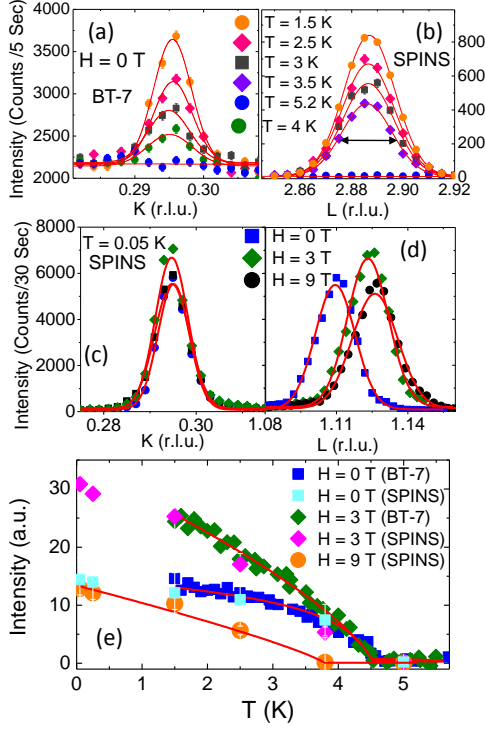 (a)
H = 0 T
BT-7
Intensity (Counts /5 Sec)
4000
3500
3000
2500
2200
2000
0.29
0.30
K (r.l.u.)
(b)
SPINS
T = 1.5 K
T = 2.5 K
T = 3 K
T = 3.5 K
T = 5.2 K
T = 4 K
800
600
400
200
0
2.86
2.88
2.90
2.92
L (r.l.u.)
T = 0.05 K
SPINS
(c)
Intensity (Counts/30 Sec)
8000
6000
4000
2000
0
0.28
0.30
K (r.l.u.)
H = 0 T
H = 3 T
H = 9 T
(d)
1.08
1.11
1.14
L (r.l.u.)
H = 0 T (BT-7)
H = 0 T (SPINS)
H = 3 T (BT-7)
H = 3 T (SPINS)
H = 9 T (SPINS)
(e)
Intensity (a.u.)
30
20
10
0
0
1
2
3
4
5
T (K)